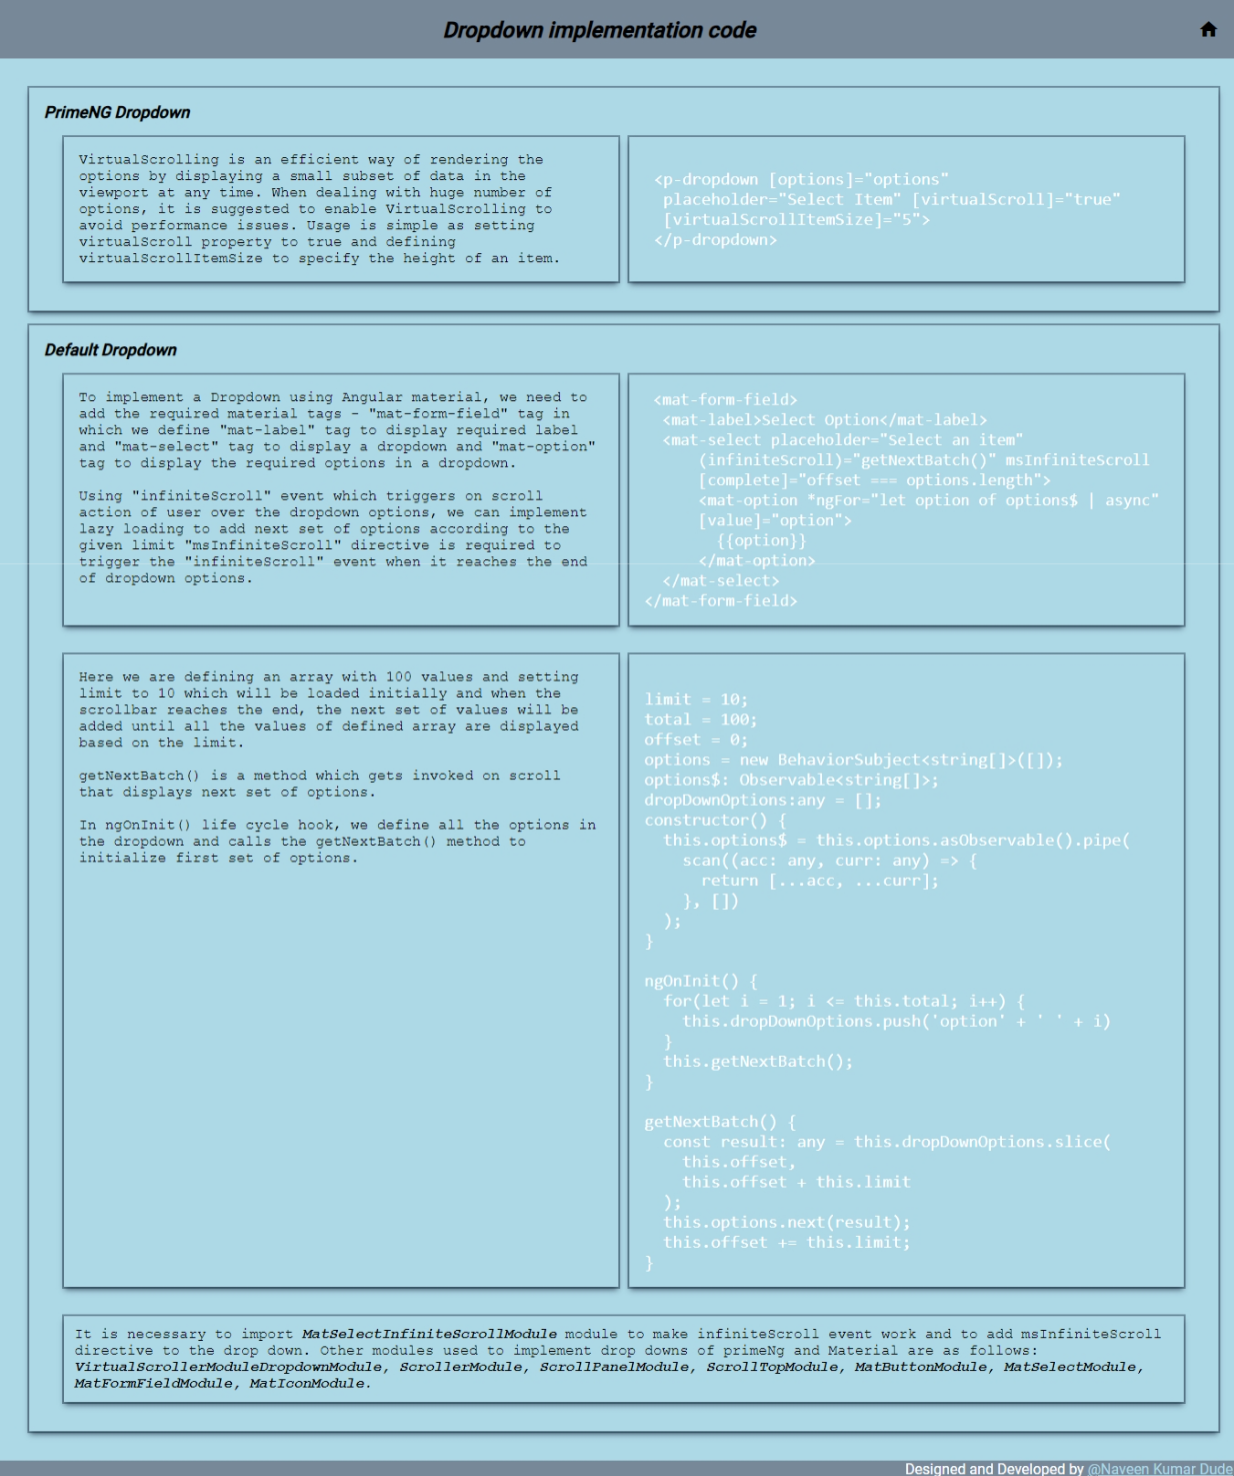 Dropdown implementation code
PrimeNG Dropdown
VirtualScrolling is an efficient way of rendering the
options by displaying a small subset of data in the
viewport at any time. When dealing with huge number of
options, it is suggested to enable VirtualScrolling to
avoid performance issues. Usage is simple as setting
virtualScroll property to true and defining
virtualScrollItemSize to specify the height of an item.
<p-dropdown [options]="options"
placeholder="Select Item" [virtualScroll]="true"
[virtualScrollItemSize]="5">
</p-dropdown>
Default Dropdown
To implement a Dropdown using Angular material, we need to
add the required material tags - "mat-form-field" tag in
which we define "mat-label" tag to display required label
and "mat-select" tag to display a dropdown and "mat-option"
tag to display the required options in a dropdown.
Using "infiniteScroll" event which triggers on scroll
action of user over the dropdown options, we can implement
lazy loading to add next set of options according to the
given limit "msInfiniteScroll" directive is required to
trigger the "infiniteScroll" event when it reaches the end
of dropdown options.
<mat-form-field>
<mat-label>Select Option</mat-label>
<mat-select placeholder="Select an item"
(infiniteScroll)="getNextBatch()" msInfiniteScroll
[complete]="offset === options.length">
<mat-option *ngFor="let option of options$ | async"
[value]="option">
{{option}}
</mat-option>
</mat-select>
</mat-form-field>
Here we are defining an array with 100 values and setting
limit to 10 which will be loaded initially and when the
scrollbar reaches the end, the next set of values will be
added until all the values of defined array are displayed
based on the limit.
getNextBatch() is a method which gets invoked on scroll
that displays next set of options.
In ngOnInit() life cycle hook, we define all the options in
the dropdown and calls the getNextBatch() method to
initialize first set of options.
limit = 10;
total = 100;
offset = 0;
options = new BehaviorSubject<string[]>([]);
options$: Observable<string[]>;
dropDownOptions:any = [];
constructor() {
this.options$ = this.options.asObservable().pipe(
scan((acc: any, curr: any) => {
return [...acc, ...curr];
}, [])
);
}
ngOnInit() {
for(let i = 1; i <= this.total; i++) {
this.dropDownOptions.push('option' + ' ' + i)
}
this.getNextBatch();
}
getNextBatch() {
const result: any = this.dropDownOptions.slice(
this.offset,
this.offset + this.limit
);
this.options.next(result);
this.offset += this.limit;
}
It is necessary to import MatSelectInfiniteScrollModule module to make infiniteScroll event work and to add msInfiniteScroll
directive to the drop down. Other modules used to implement drop downs of primeNg and Material are as follows:
VirtualScrollerModuleDropdownModule, ScrollerModule, ScrollPanelModule, ScrollTopModule, MatButtonModule, MatSelectModule,
MatFormFieldModule, MatIconModule.
Designed and Developed by @Naveen Kumar Dude